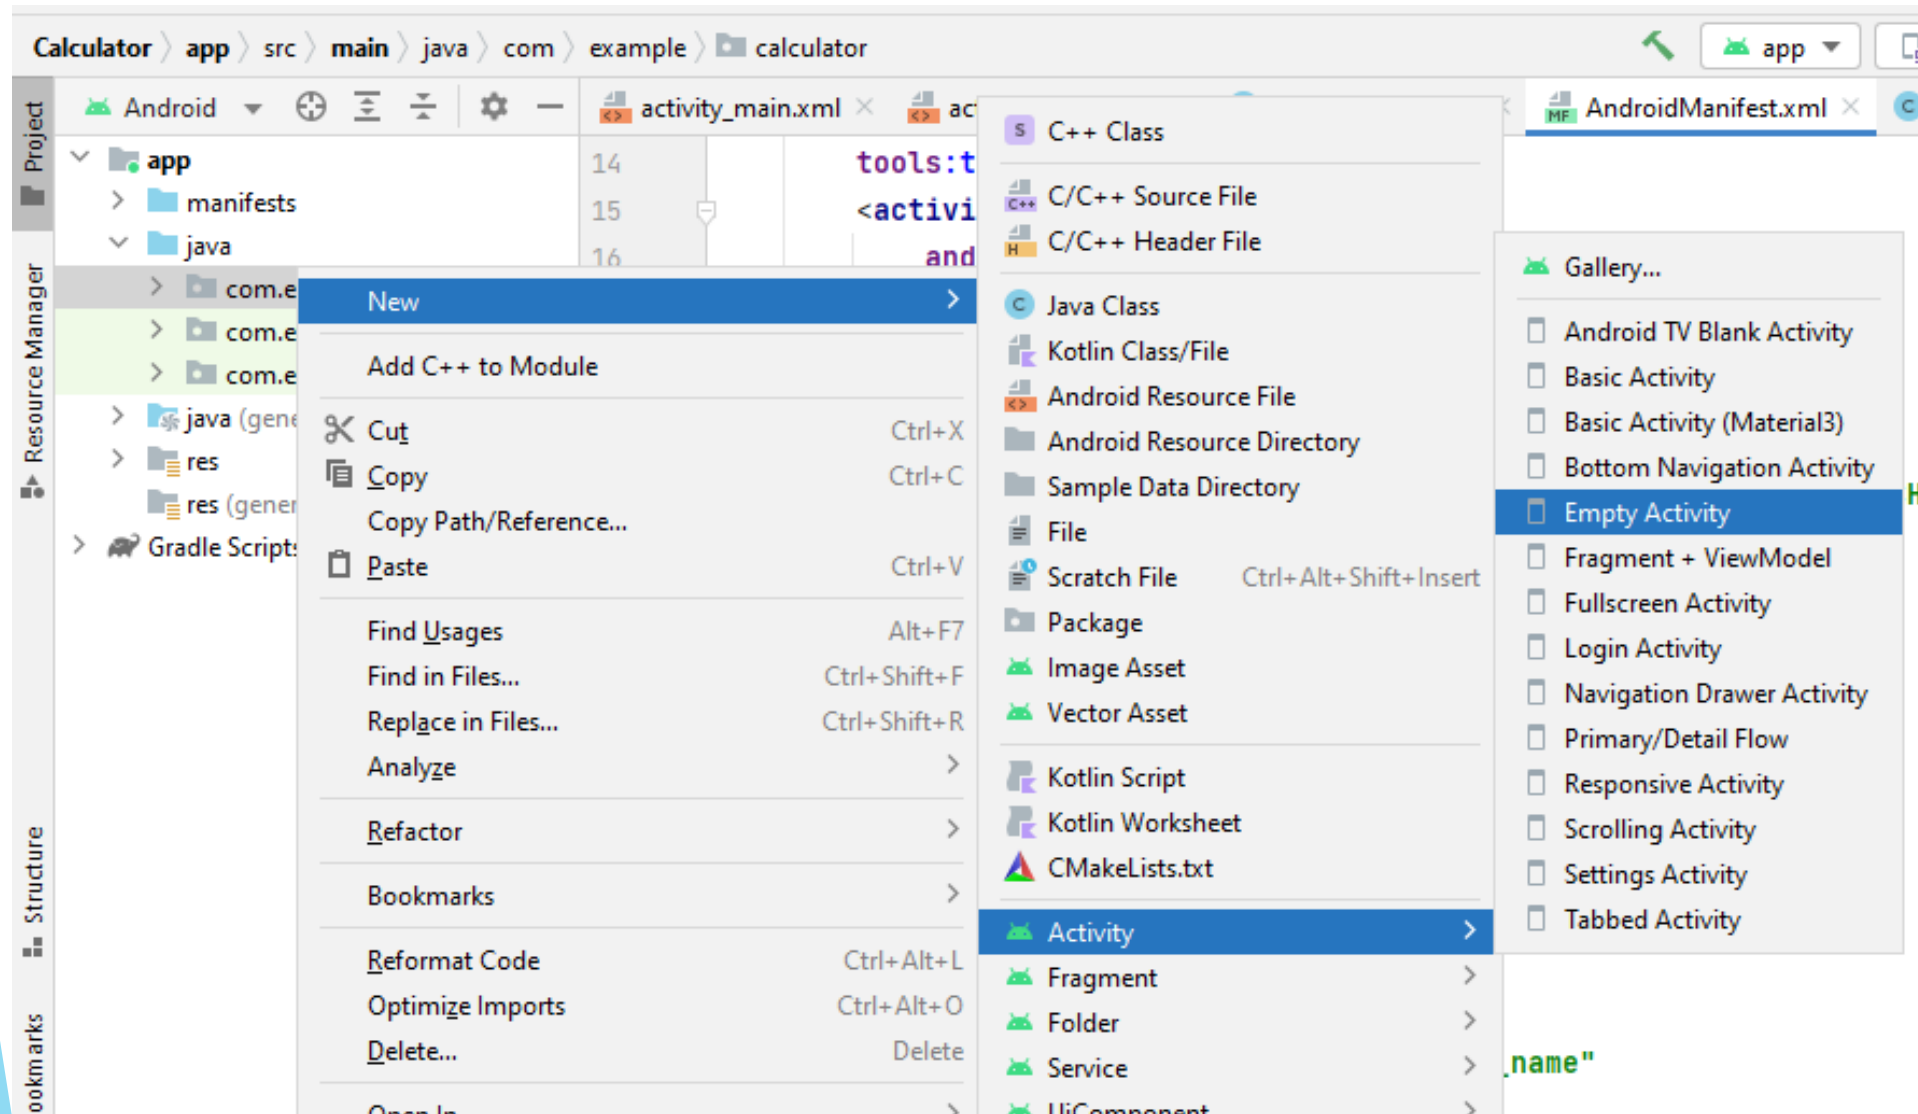 Calculator app src main java com example calculator
app
Project
Android
activity_main.xml
AndroidManifest.xml
app
manifests
java
java
res
res
Gradle Scripts
14
15
16
tools:t
<activi
and
Resource Manager
Structure
New
Add C++ to Module
Cut Ctrl+X
Copy Ctrl+C
Copy Path/Reference...
Paste Ctrl+V
Find Usages Alt+F7
Find in Files... Ctrl+Shift+F
Replace in Files... Ctrl+Shift+R
Analyze
Refactor
Bookmarks
Reformat Code Ctrl+Alt+L
Optimize Imports Ctrl+Alt+O
Delete... Delete
C++ Class
C/C++ Source File
C/C++ Header File
Java Class
Kotlin Class/File
Android Resource File
Android Resource Directory
Sample Data Directory
File
Scratch File Ctrl+Alt+Shift+Insert
Package
Image Asset
Vector Asset
Kotlin Script
Kotlin Worksheet
CMakeLists.txt
Activity
Fragment
Folder
Service
UiComponent
Gallery...
Android TV Blank Activity
Basic Activity
Basic Activity (Material3)
Bottom Navigation Activity
Empty Activity
Fragment + ViewModel
Fullscreen Activity
Login Activity
Navigation Drawer Activity
Primary/Detail Flow
Responsive Activity
Scrolling Activity
Settings Activity
Tabbed Activity
_name"